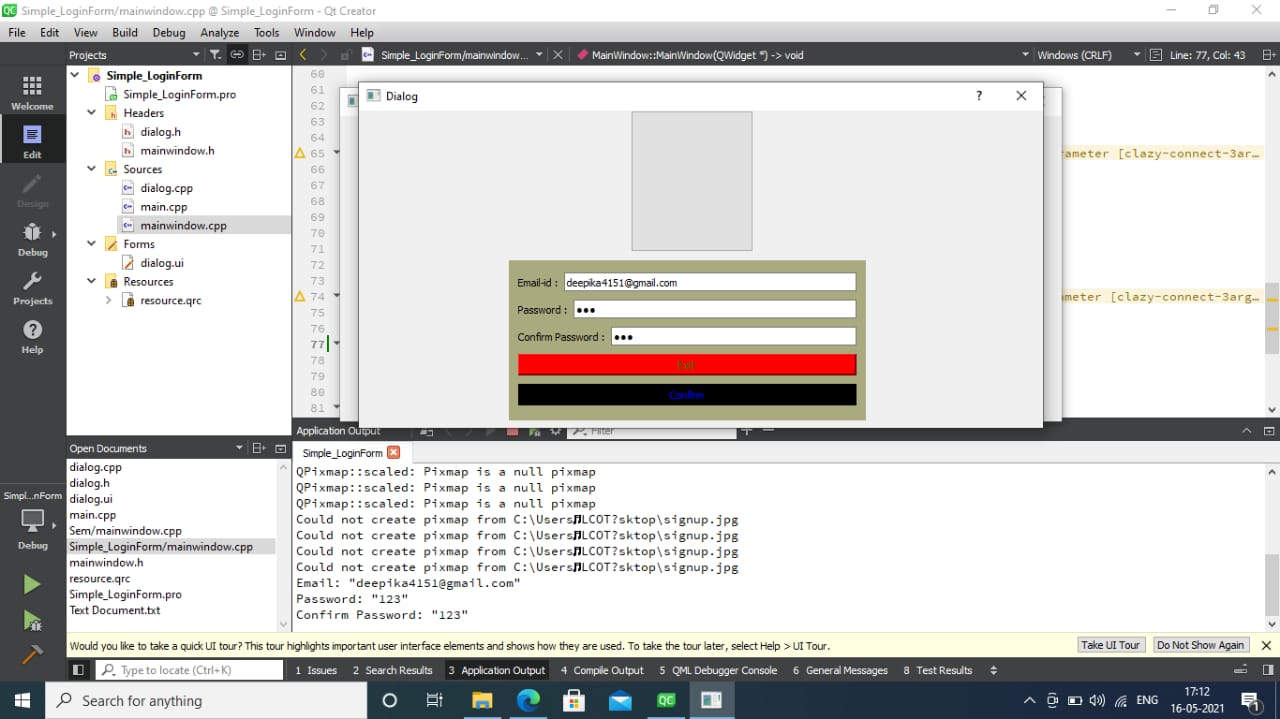 Simple_LoginForm/mainwindow.cpp @ Simple_LoginForm - Qt Creator
File Edit View Build Debug Analyze Tools Window Help
Projects
Simple_LoginForm/mainwindow...
MainWindow::MainWindow(QWidget *) -> void
Windows (CRLF)
Line: 77, Col: 43
Welcome
Edit
Design
Debug
Projects
Help
Simple_LoginForm
Simple_LoginForm.pro
Headers
dialog.h
mainwindow.h
Sources
dialog.cpp
main.cpp
mainwindow.cpp
Forms
dialog.ui
Resources
resource.qrc
60
61
62
63
64
65
66
67
68
69
70
71
72
73
74
75
76
77
78
79
80
81
ameter [clazy-connect-3ar...
meter [clazy-connect-3arg...
Dialog
?
Email-id : deepika4151@gmail.com
Password : ●●●
Confirm Password : ●●●
Confirm
Open Documents
dialog.cpp
dialog.h
dialog.ui
main.cpp
Sem/mainwindow.cpp
Simple_LoginForm/mainwindow.cpp
mainwindow.h
resource.qrc
Simple_LoginForm.pro
Text Document.txt
Simpl...nForm
Debug
Application Output
Filter
Simple_LoginForm
QPixmap::scaled: Pixmap is a null pixmap
QPixmap::scaled: Pixmap is a null pixmap
QPixmap::scaled: Pixmap is a null pixmap
Could not create pixmap from C:\Users♫LCOT?sktop\signup.jpg
Could not create pixmap from C:\Users♫LCOT?sktop\signup.jpg
Could not create pixmap from C:\Users♫LCOT?sktop\signup.jpg
Could not create pixmap from C:\Users♫LCOT?sktop\signup.jpg
Email: "deepika4151@gmail.com"
Password: "123"
Confirm Password: "123"
Would you like to take a quick UI tour? This tour highlights important user interface elements and shows how they are used. To take the tour later, select Help > UI Tour.
Take UI Tour
Do Not Show Again
Type to locate (Ctrl+K)
1 Issues 2 Search Results 3 Application Output 4 Compile Output 5 QML Debugger Console 6 General Messages 8 Test Results
Search for anything
ENG
17:12
16-05-2021
1